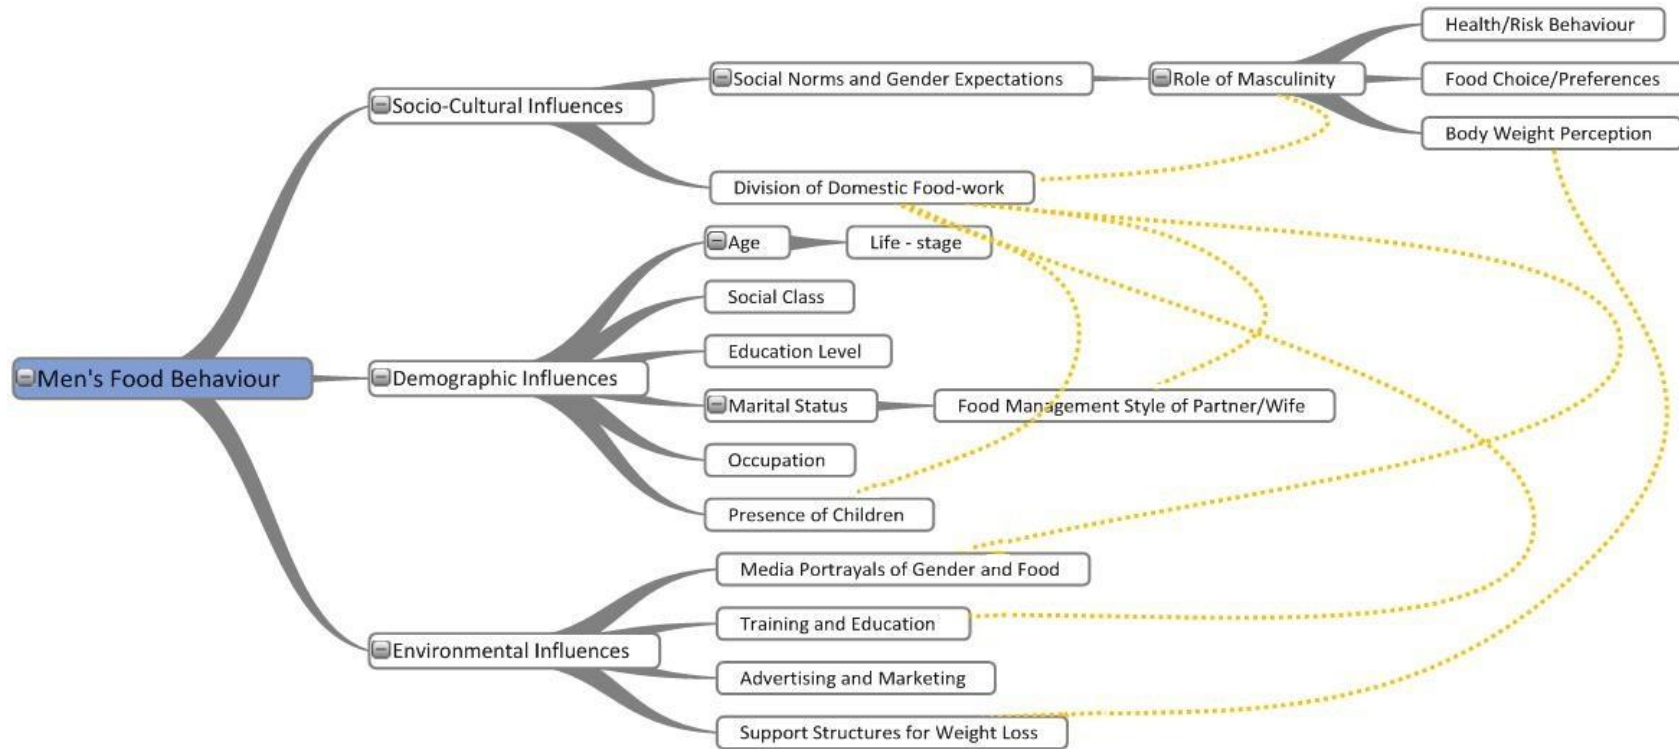 Men's Food Behaviour
Socio-Cultural Influences
Social Norms and Gender Expectations
Role of Masculinity
Health/Risk Behaviour
Food Choice/Preferences
Body Weight Perception
Division of Domestic Food-work
Demographic Influences
Age
Life - stage
Social Class
Education Level
Marital Status
Food Management Style of Partner/Wife
Occupation
Presence of Children
Environmental Influences
Media Portrayals of Gender and Food
Training and Education
Advertising and Marketing
Support Structures for Weight Loss